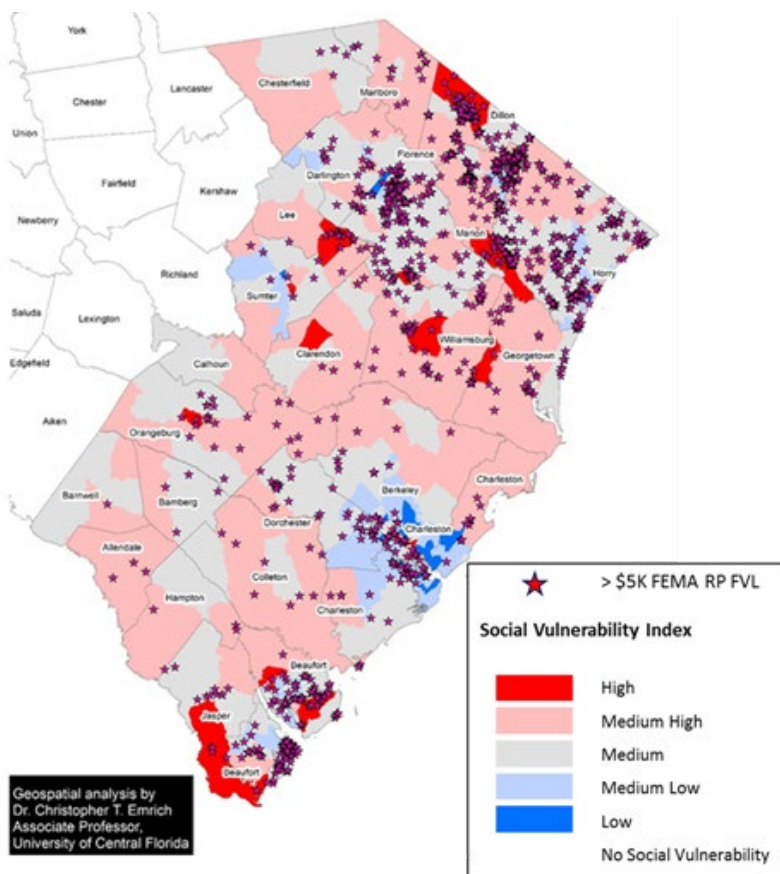 York
Chester
Lancaster
Union
Fairfield
Kershaw
Newberry
Richland
Saluda
Lexington
Edgefield
Aiken
Chesterfield
Marlboro
Dillon
Darlington
Florence
Lee
Marion
Horry
Sumter
Clarendon
Williamsburg
Georgetown
Calhoun
Orangeburg
Barnwell
Bamberg
Berkeley
Charleston
Dorchester
Charleston
Allendale
Colleton
Hampton
Charleston
Beaufort
Jasper
Beaufort
> $5K FEMA RP FVL
Social Vulnerability Index
High
Medium High
Medium
Medium Low
Low
No Social Vulnerability
Geospatial analysis by
Dr. Christopher T. Emrich
Associate Professor,
University of Central Florida